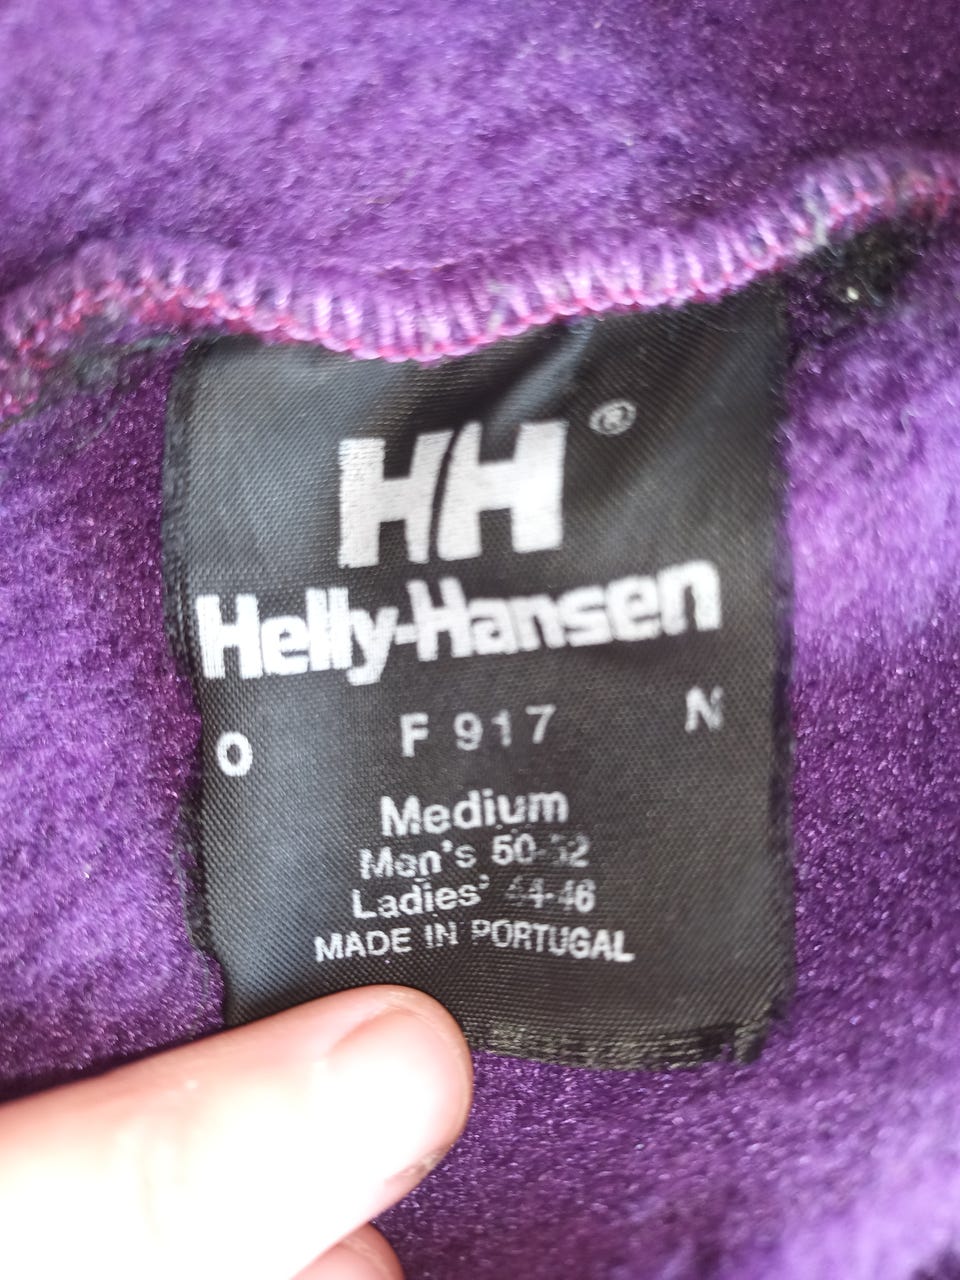 HH ®
Helly-Hansen
O F 917 N
Medium
Men's 50-52
Ladies' 44-46
MADE IN PORTUGAL